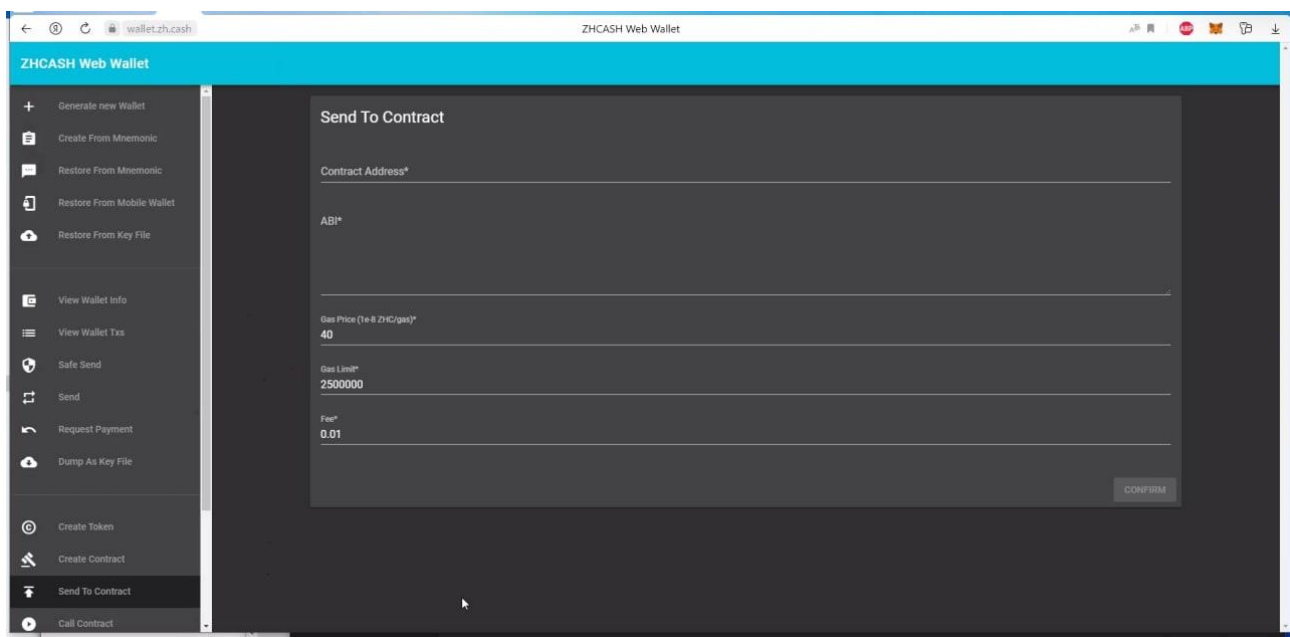 wallet.zh.cash
ZHCASH Web Wallet
ABP
ZHCASH Web Wallet
Generate new Wallet
Create From Mnemonic
Restore From Mnemonic
Restore From Mobile Wallet
Restore From Key File
View Wallet Info
View Wallet Txs
Safe Send
Send
Request Payment
Dump As Key File
Create Token
Create Contract
Send To Contract
Call Contract
Send To Contract
Contract Address*
ABI*
Gas Price (1e-8 ZHC/gas)*
40
Gas Limit*
2500000
Fee*
0.01
CONFIRM